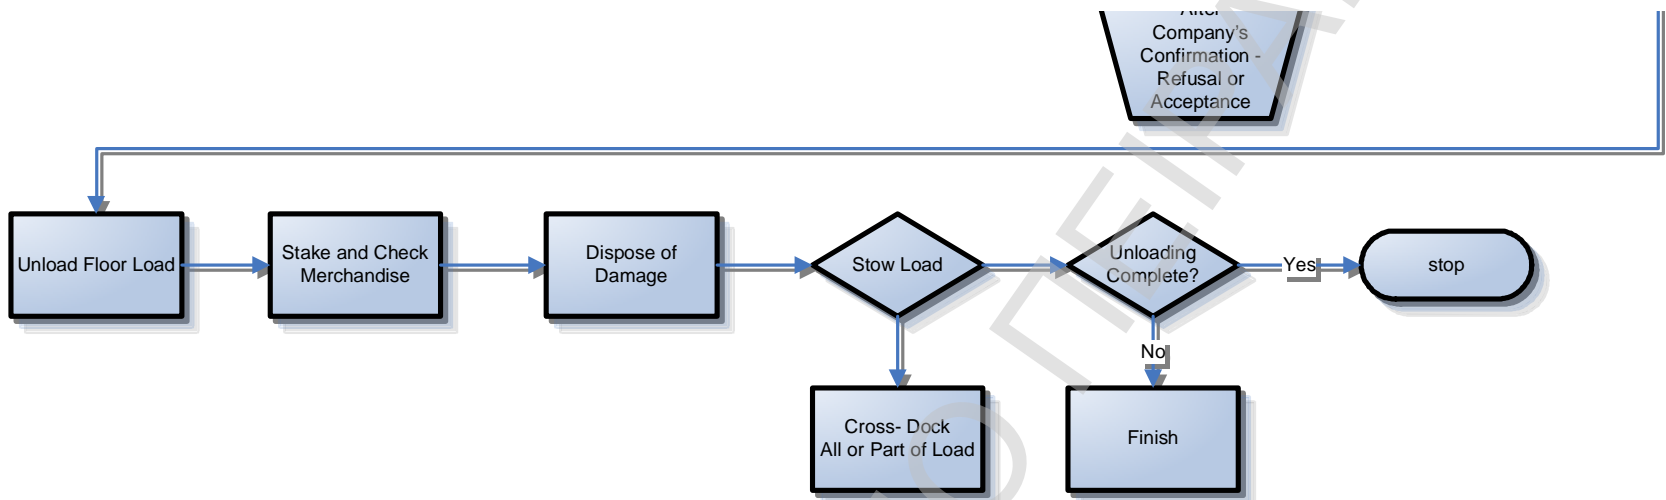 After
Company's
Confirmation -
Refusal or
Acceptance
Unload Floor Load
Stake and Check
Merchandise
Dispose of
Damage
Stow Load
Unloading
Complete?
Yes
stop
No
Cross- Dock
All or Part of Load
Finish